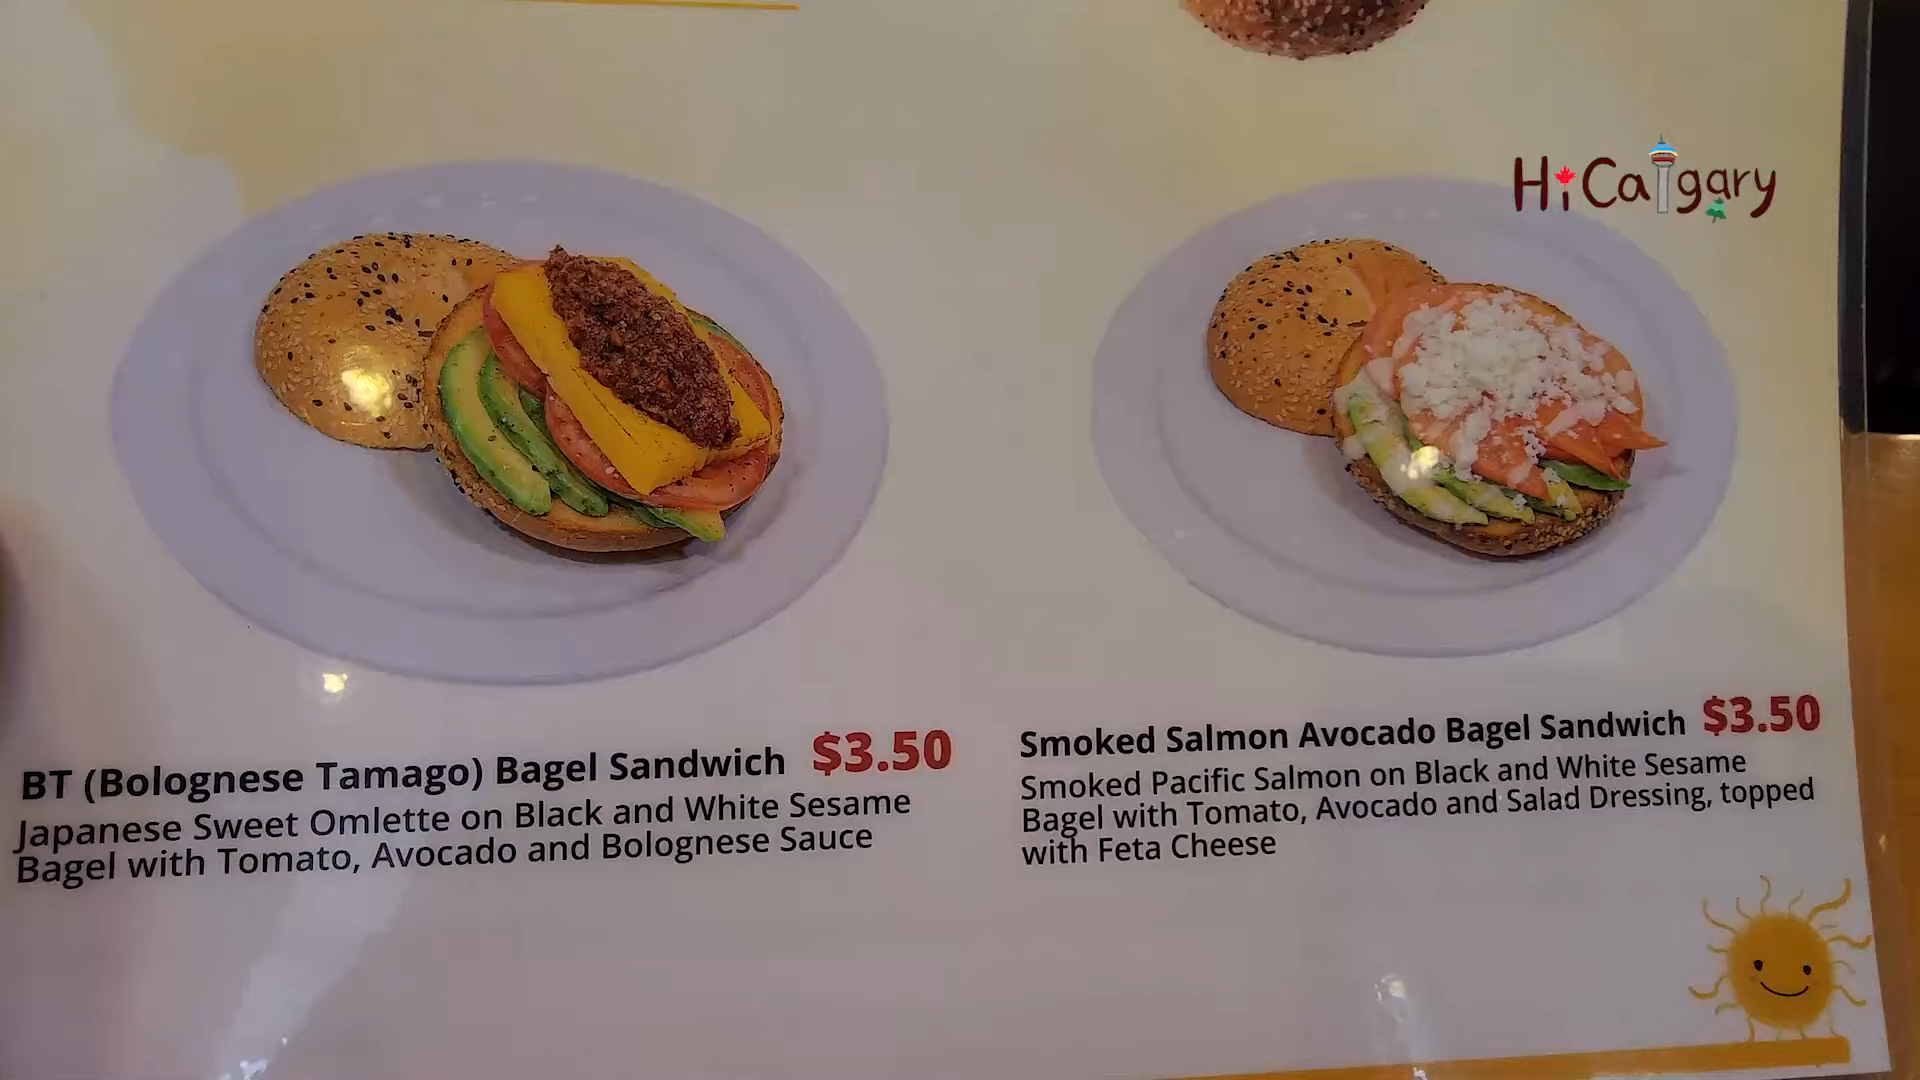 HiCalgary
BT (Bolognese Tamago) Bagel Sandwich $3.50
Japanese Sweet Omlette on Black and White Sesame
Bagel with Tomato, Avocado and Bolognese Sauce
Smoked Salmon Avocado Bagel Sandwich $3.50
Smoked Pacific Salmon on Black and White Sesame
Bagel with Tomato, Avocado and Salad Dressing, topped
with Feta Cheese